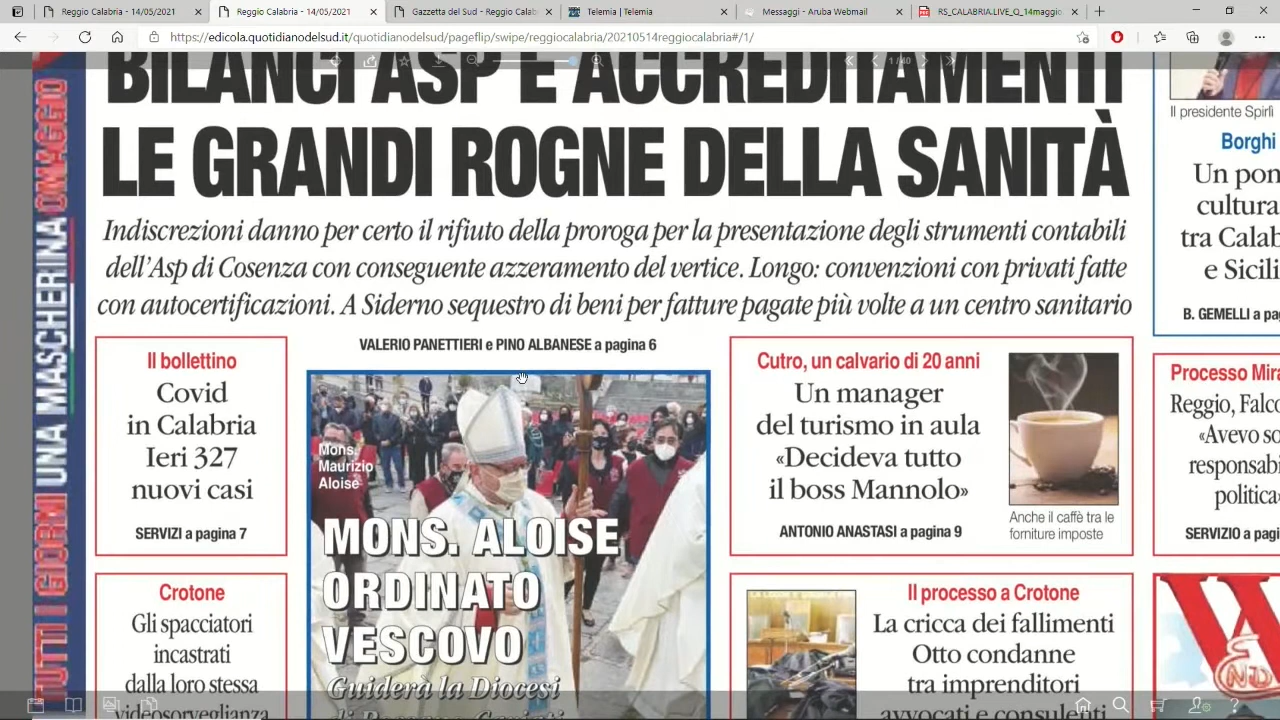 Reggio Calabria - 14/05/2021
Reggio Calabria - 14/05/2021
Gazzetta del Sud - Reggio Calab
Telemia | Telemia
Messaggi - Aruba Webmail
RS_CALABRIA.LIVE_Q_14maggio
https://edicola.quotidianodelsud.it/quotidianodelsud/pageflip/swipe/reggiocalabria/20210514reggiocalabria#/1/
1 / 40
TUTTI I GIORNI UNA MASCHERINA OMAGGIO
BILANCI ASP E ACCREDITAMENTI
LE GRANDI ROGNE DELLA SANITÀ
Indiscrezioni danno per certo il rifiuto della proroga per la presentazione degli strumenti contabili
dell'Asp di Cosenza con conseguente azzeramento del vertice. Longo: convenzioni con privati fatte
con autocertificazioni. A Siderno sequestro di beni per fatture pagate più volte a un centro sanitario
VALERIO PANETTIERI e PINO ALBANESE a pagina 6
Il bollettino
Covid
in Calabria
Ieri 327
nuovi casi
SERVIZI a pagina 7
Crotone
Gli spacciatori
incastrati
dalla loro stessa
videosorveglianza
Mons.
Maurizio
Aloise
MONS. ALOISE
ORDINATO
VESCOVO
Guiderà la Diocesi
Cutro, un calvario di 20 anni
Un manager
del turismo in aula
«Decideva tutto
il boss Mannolo»
ANTONIO ANASTASI a pagina 9
Anche il caffè tra le
forniture imposte
Il processo a Crotone
La cricca dei fallimenti
Otto condanne
tra imprenditori
avvocati e consulenti
Il presidente Spirlì
Borghi
Un pon
cultura
tra Calab
e Sicili
B. GEMELLI a pag
Processo Mira
Reggio, Falco
«Avevo so
responsabi
politica
SERVIZIO a pagi
W